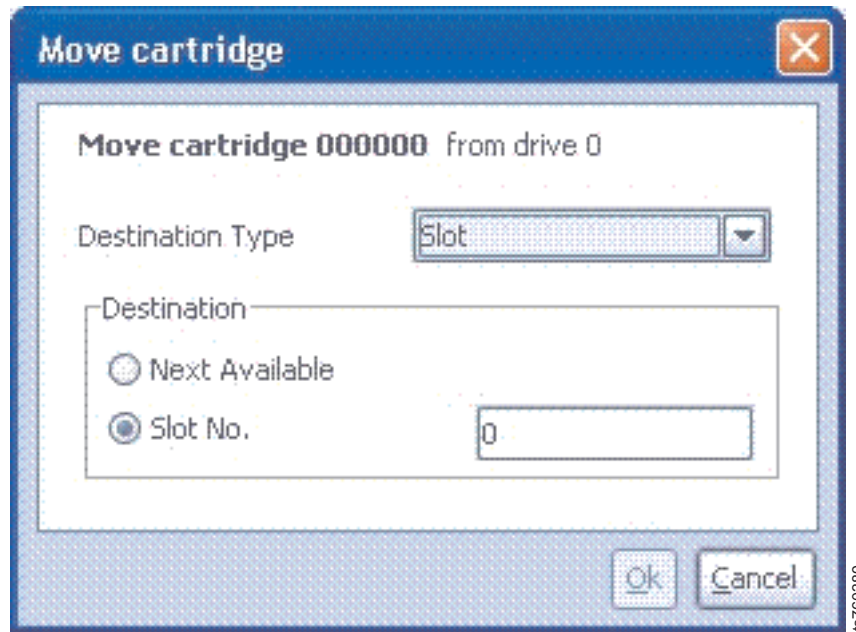 Move cartridge
Move cartridge 000000 from drive 0
Destination Type Slot
Destination
Next Available
Slot No. 0
Ok Cancel